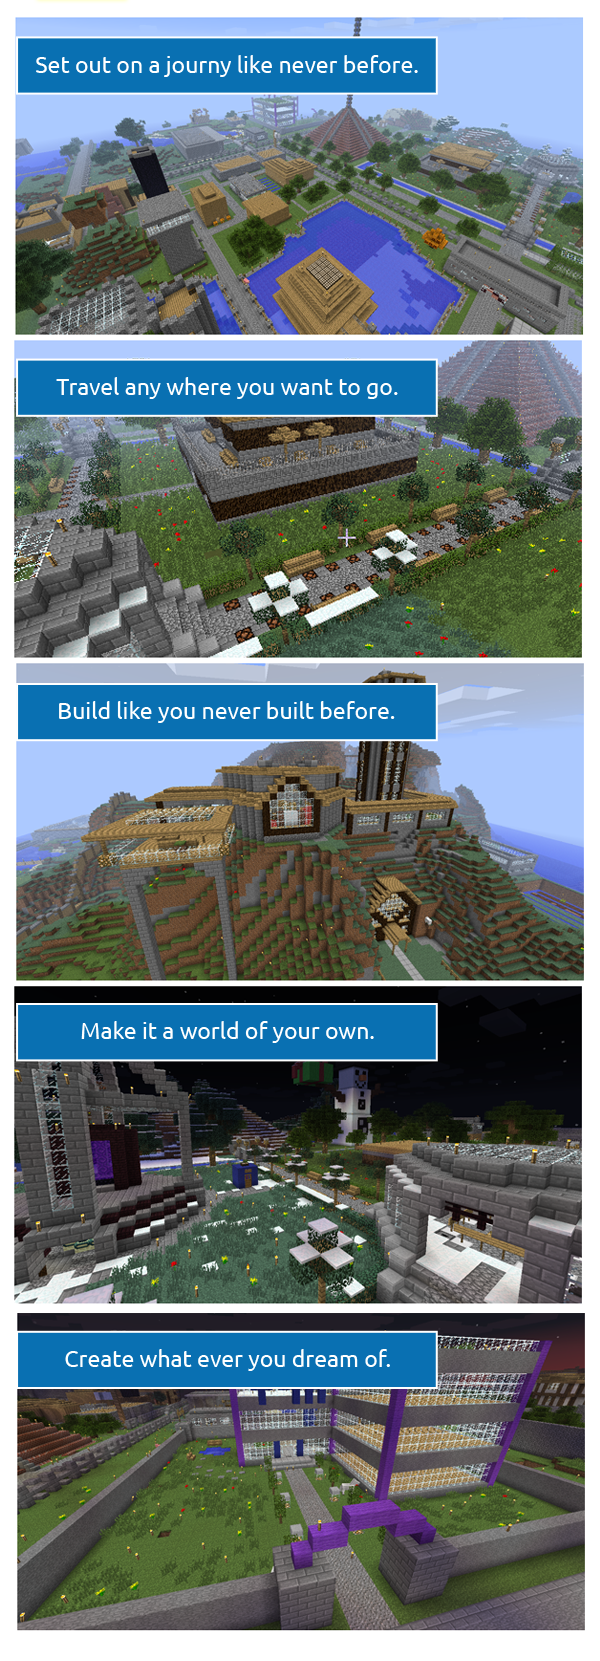 Set out on a journy like never before.
Travel any where you want to go.
Build like you never built before.
Make it a world of your own.
Create what ever you dream of.